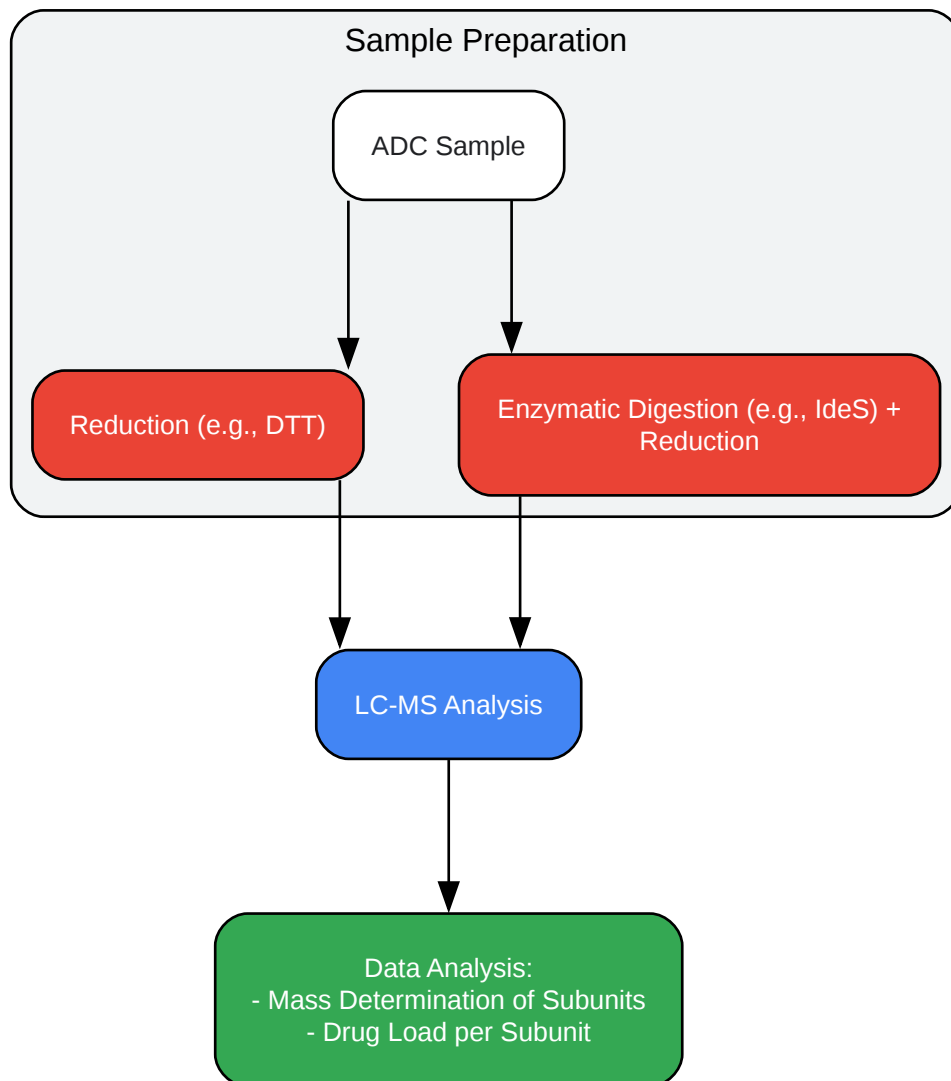 Sample Preparation
ADC Sample
Reduction (e.g., DTT)
Enzymatic Digestion (e.g., IdeS) +
Reduction
LC-MS Analysis
Data Analysis:
- Mass Determination of Subunits
- Drug Load per Subunit